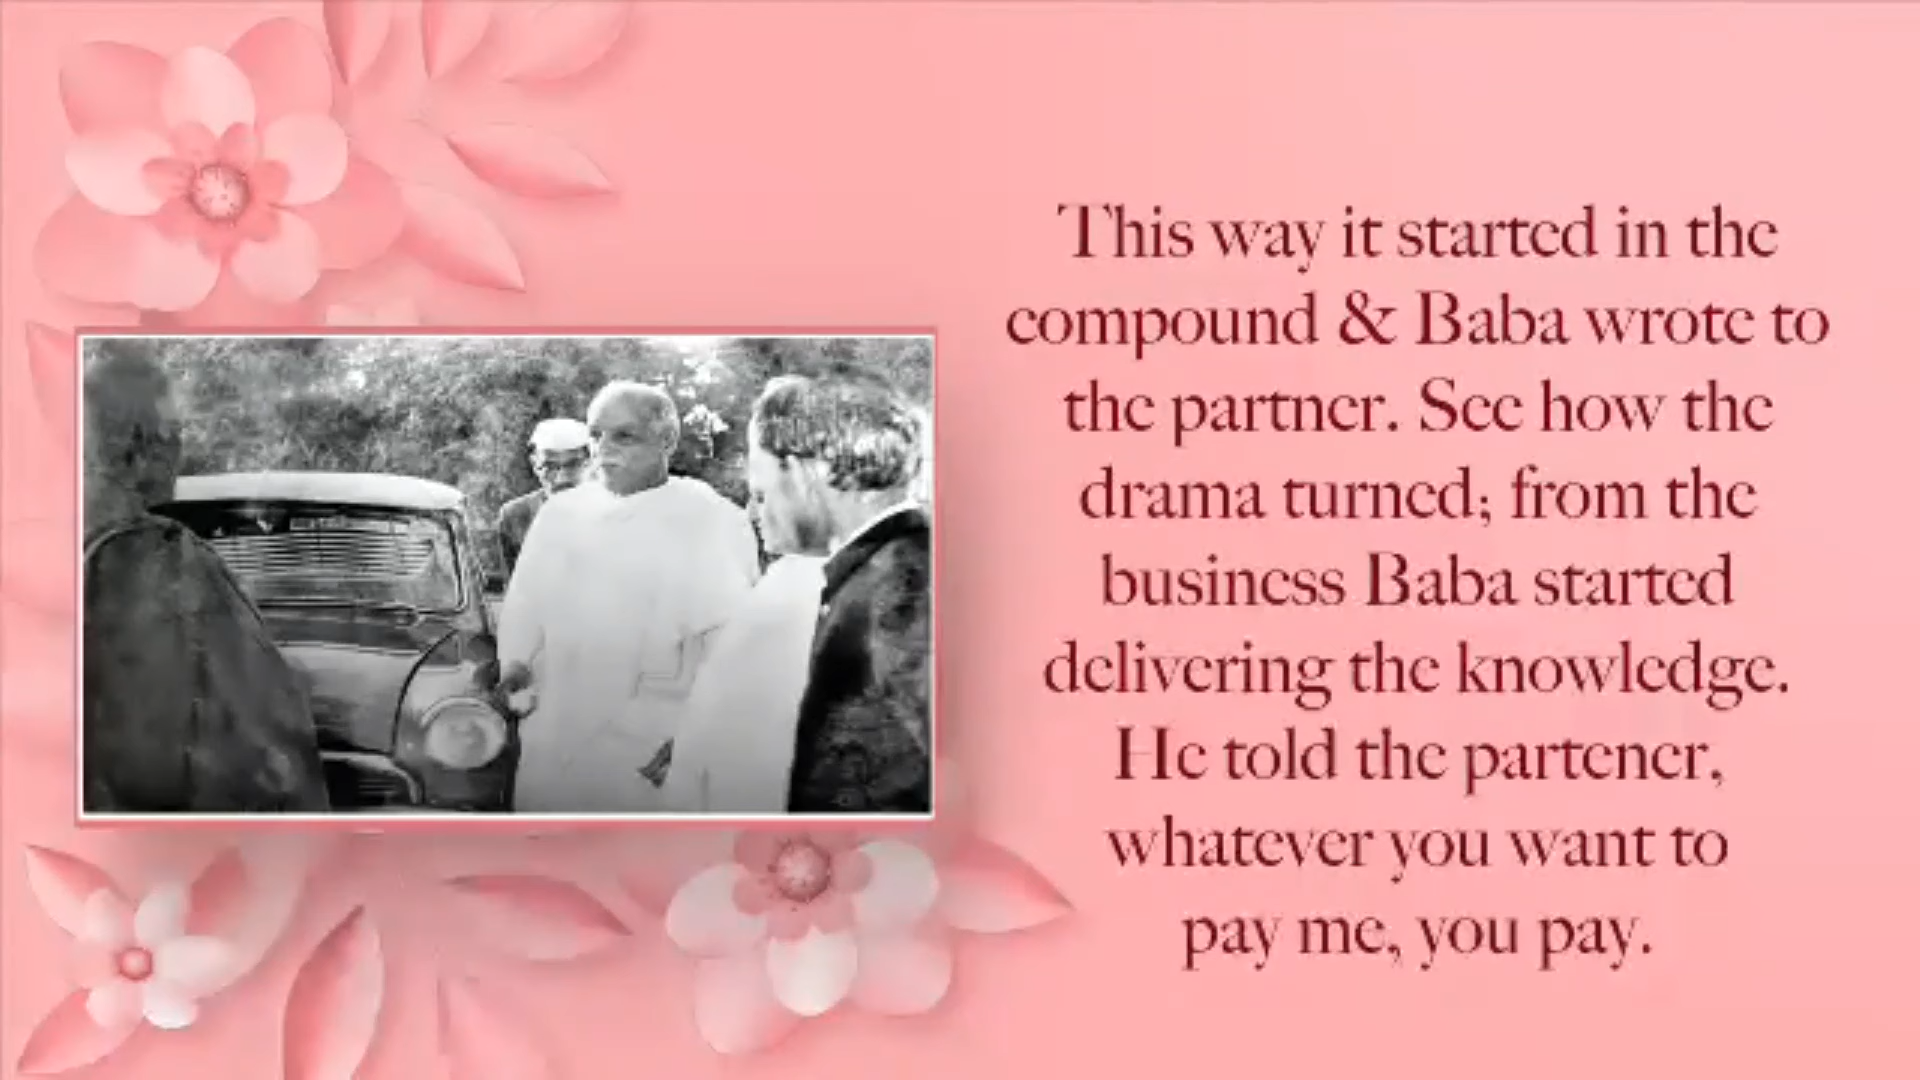 This way it started in the
compound & Baba wrote to
the partner. See how the
drama turned; from the
business Baba started
delivering the knowledge.
He told the partener,
whatever you want to
pay me, you pay.